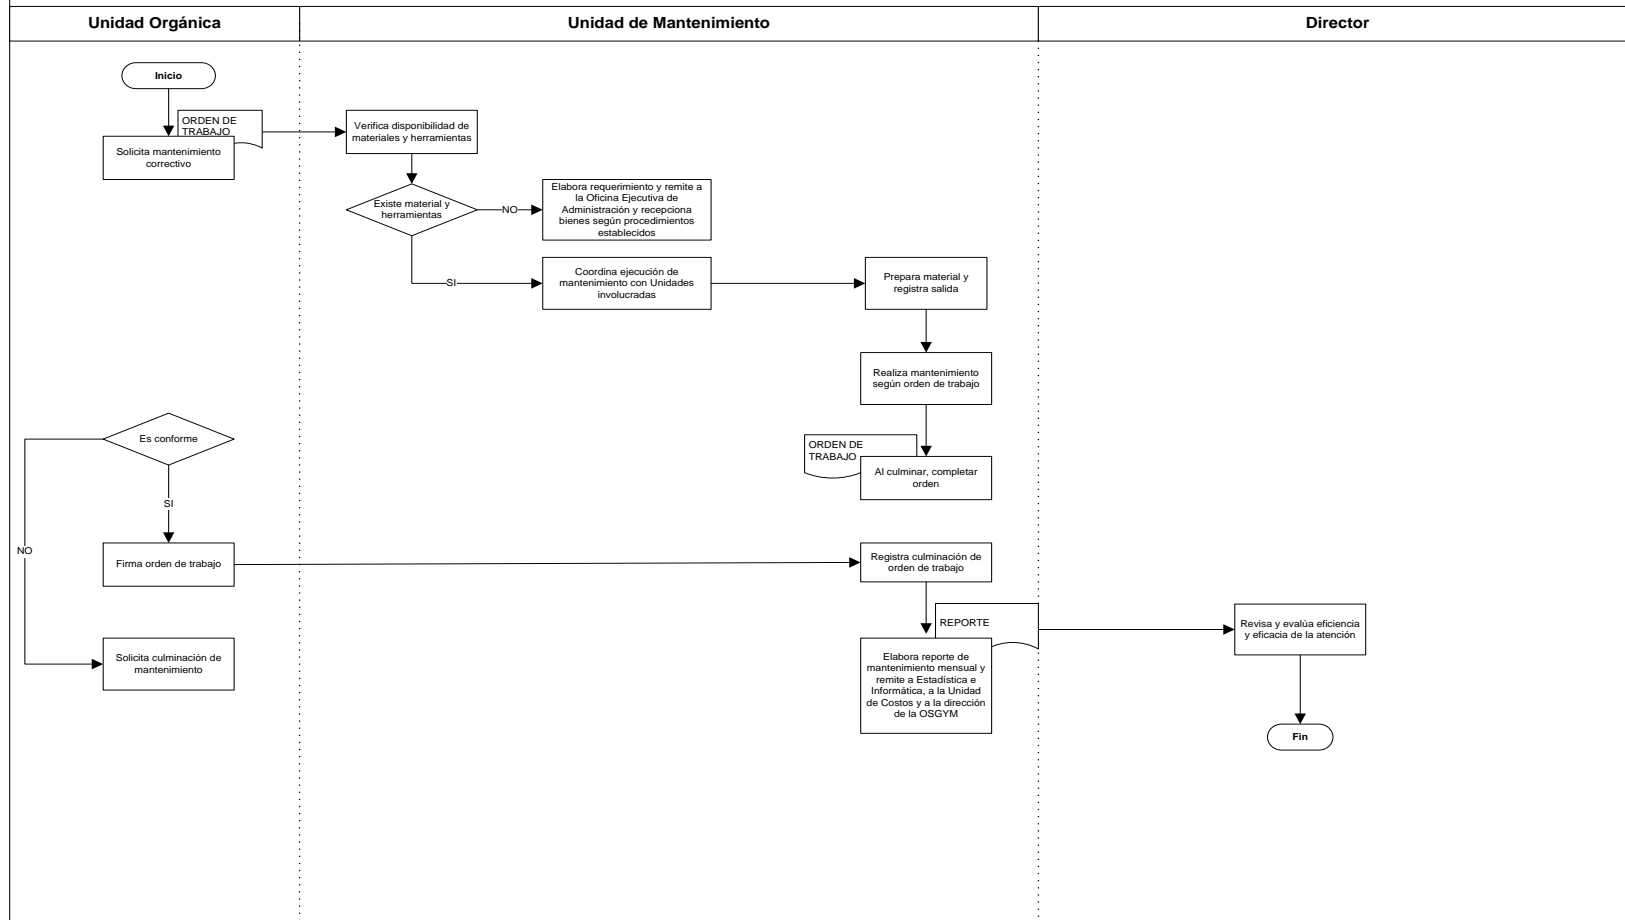 Unidad Orgánica
Unidad de Mantenimiento
Director
Inicio
ORDEN DE
TRABAJO
Solicita mantenimiento
correctivo
Verifica disponibilidad de
materiales y herramientas
Existe material y
herramientas
NO
Elabora requerimiento y remite a
la Oficina Ejecutiva de
Administración y recepciona
bienes según procedimientos
establecidos
SI
Coordina ejecución de
mantenimiento con Unidades
involucradas
Prepara material y
registra salida
Realiza mantenimiento
según orden de trabajo
Es conforme
ORDEN DE
TRABAJO
Al culminar, completar
orden
SI
NO
Firma orden de trabajo
Registra culminación de
orden de trabajo
REPORTE
Revisa y evalúa eficiencia
y eficacia de la atención
Solicita culminación de
mantenimiento
Elabora reporte de
mantenimiento mensual y
remite a Estadística e
Informática, a la Unidad
de Costos y a la dirección
de la OSGYM
Fin